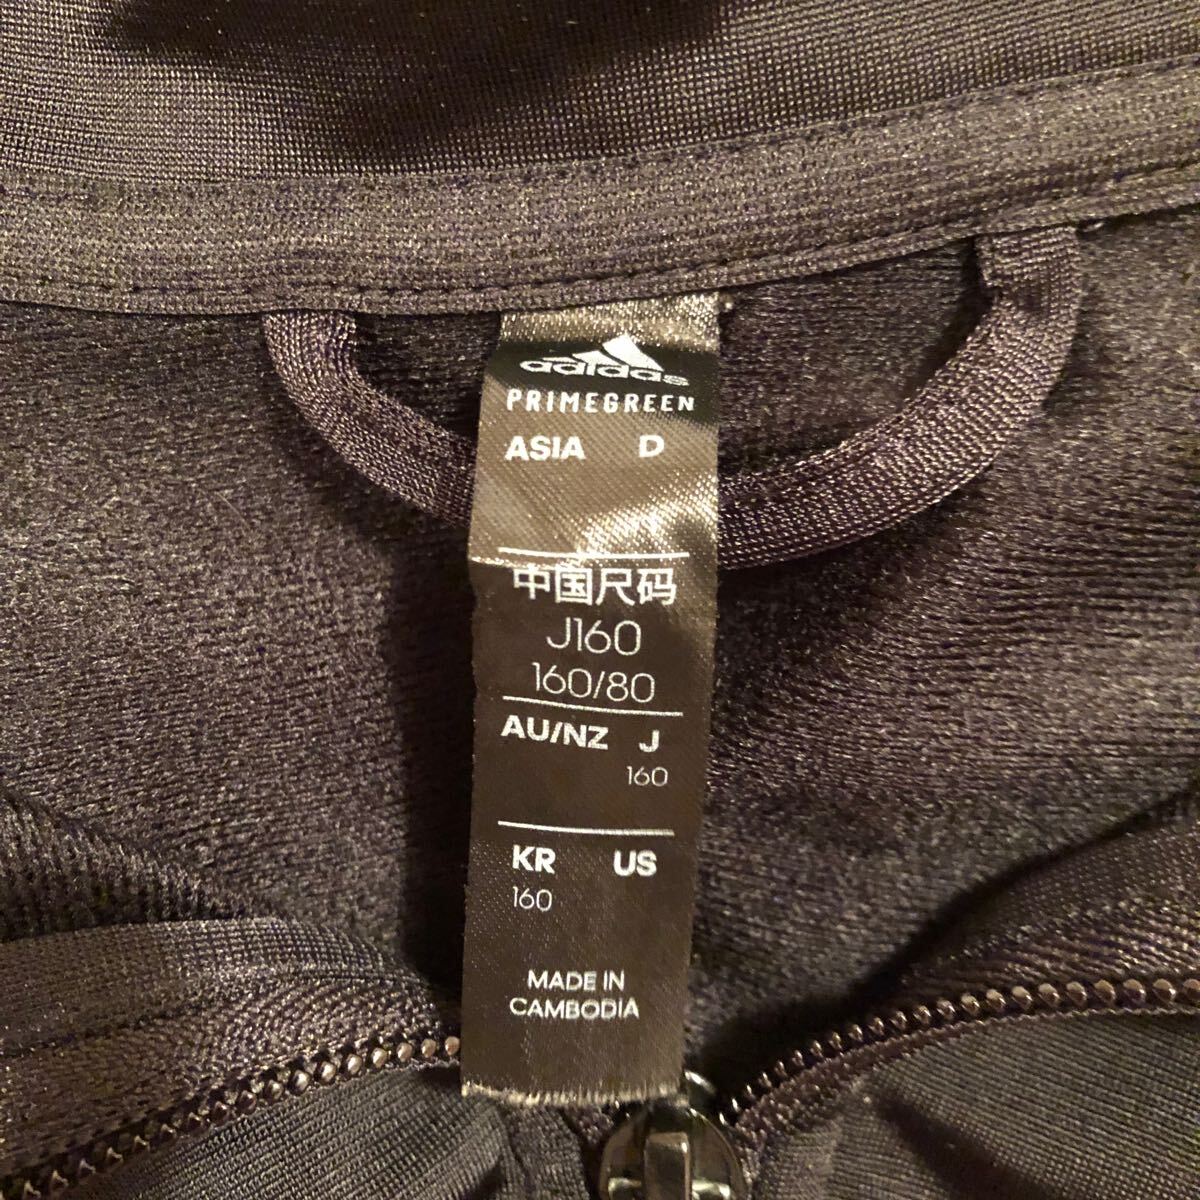 adidas
PRIMEGREEN
ASIA D
中国尺码
J160
160/80
AU/NZ J
160
KR US
160
MADE IN
CAMBODIA